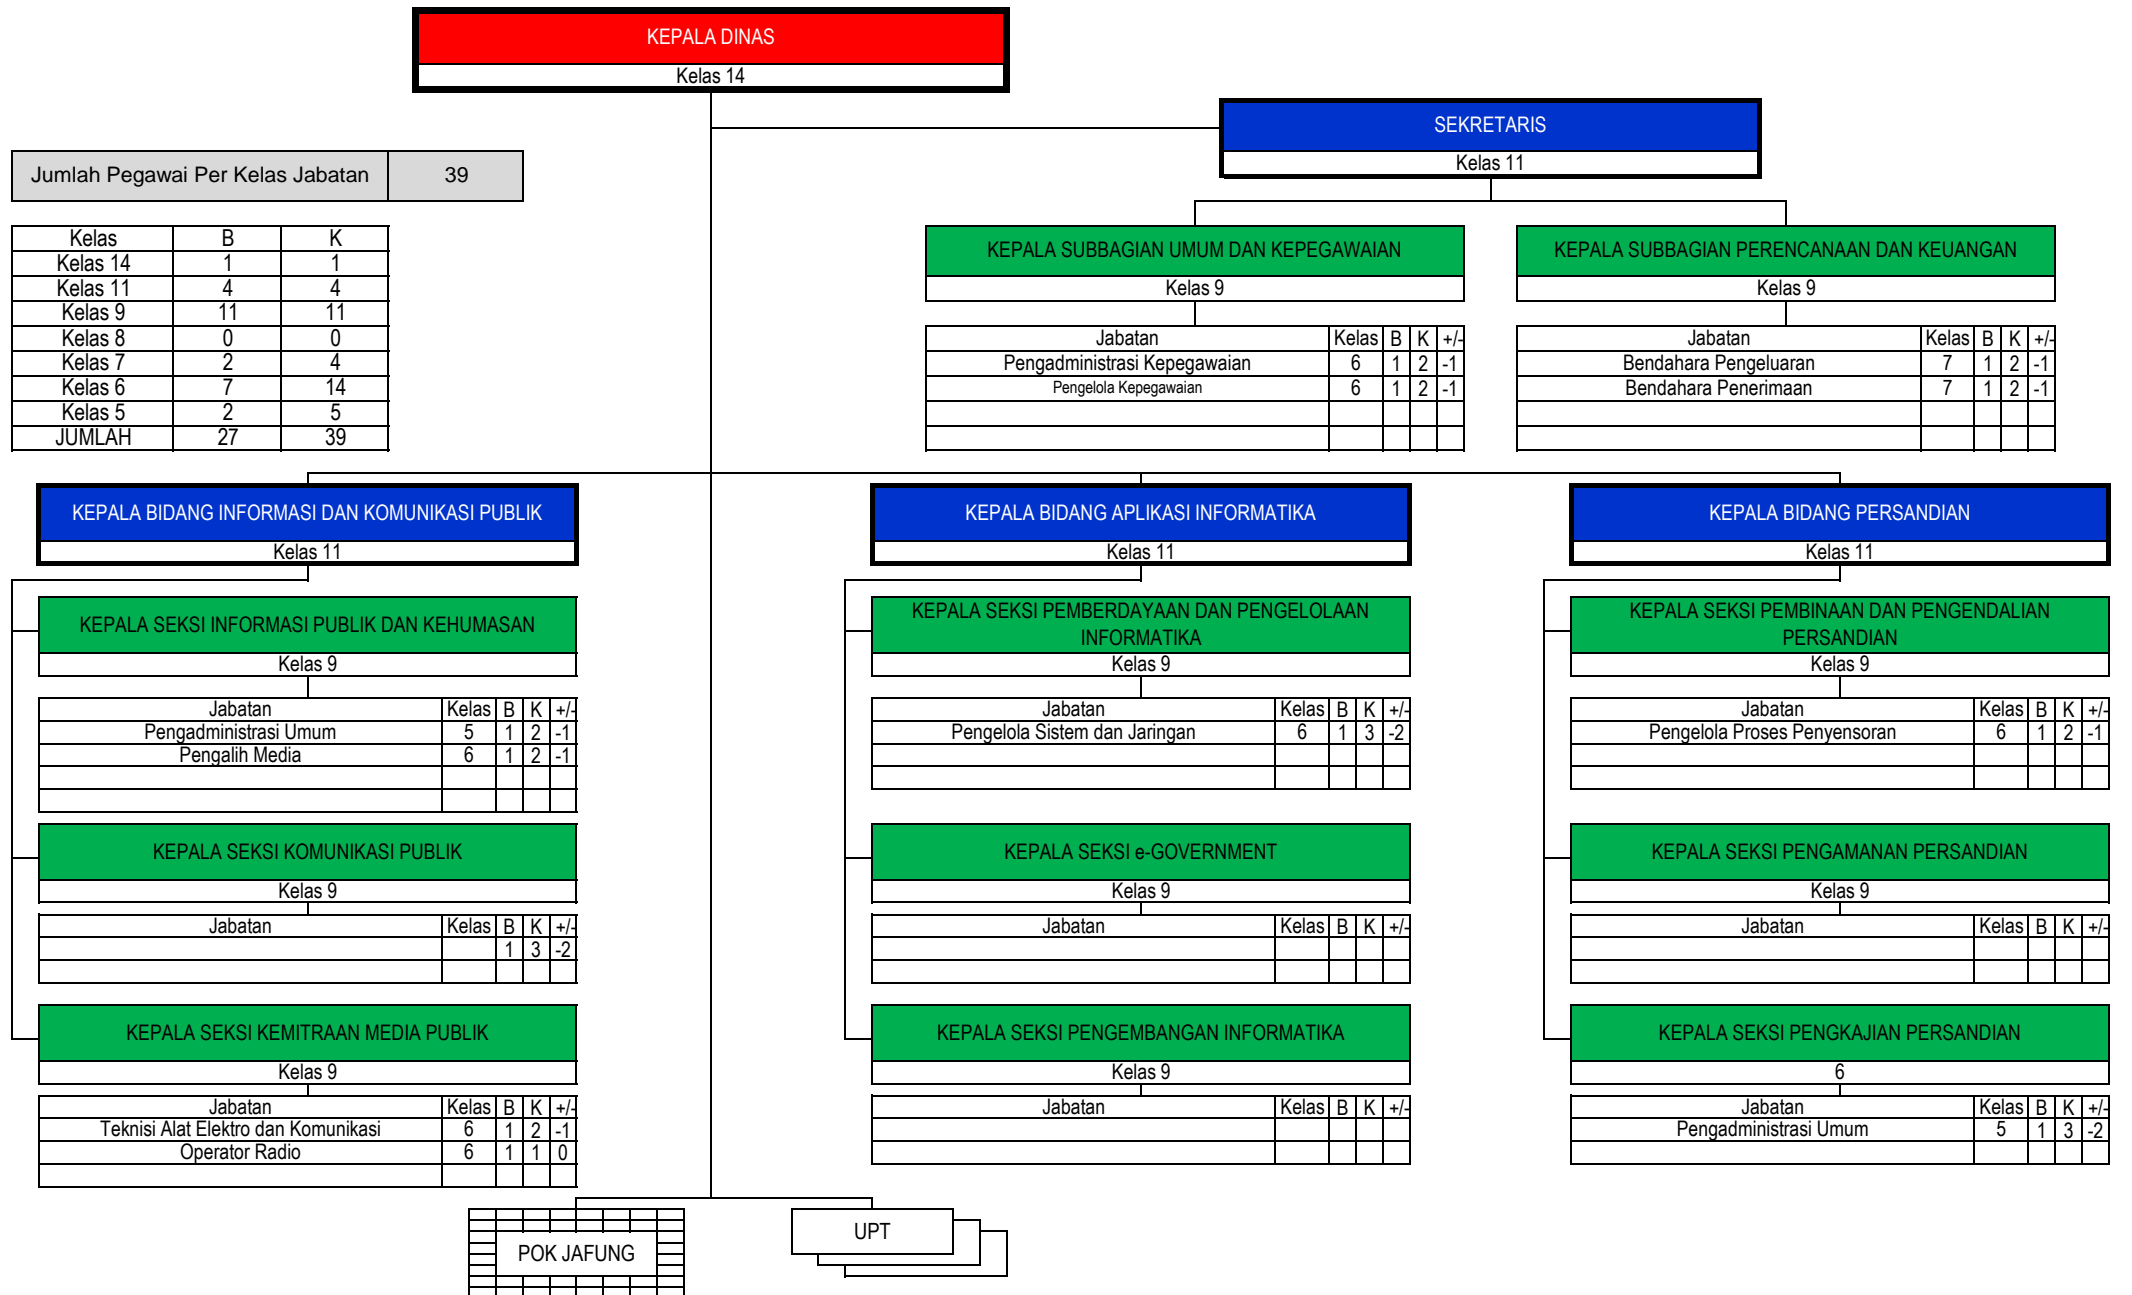 KEPALA DINAS
Kelas 14
SEKRETARIS
Kelas 11
Jumlah Pegawai Per Kelas Jabatan 39
Kelas B K
Kelas 14 1 1
Kelas 11 4 4
Kelas 9 11 11
Kelas 8 0 0
Kelas 7 2 4
Kelas 6 7 14
Kelas 5 2 5
JUMLAH 27 39
KEPALA SUBBAGIAN UMUM DAN KEPEGAWAIAN
Kelas 9
Jabatan Kelas B K +/-
Pengadministrasi Kepegawaian 6 1 2 -1
Pengelola Kepegawaian 6 1 2 -1
KEPALA SUBBAGIAN PERENCANAAN DAN KEUANGAN
Kelas 9
Jabatan Kelas B K +/-
Bendahara Pengeluaran 7 1 2 -1
Bendahara Penerimaan 7 1 2 -1
KEPALA BIDANG INFORMASI DAN KOMUNIKASI PUBLIK
Kelas 11
KEPALA SEKSI INFORMASI PUBLIK DAN KEHUMASAN
Kelas 9
Jabatan Kelas B K +/-
Pengadministrasi Umum 5 1 2 -1
Pengalih Media 6 1 2 -1
KEPALA SEKSI KOMUNIKASI PUBLIK
Kelas 9
Jabatan Kelas B K +/-
1 3 -2
KEPALA SEKSI KEMITRAAN MEDIA PUBLIK
Kelas 9
Jabatan Kelas B K +/-
Teknisi Alat Elektro dan Komunikasi 6 1 2 -1
Operator Radio 6 1 1 0
KEPALA BIDANG APLIKASI INFORMATIKA
Kelas 11
KEPALA SEKSI PEMBERDAYAAN DAN PENGELOLAAN
INFORMATIKA
Kelas 9
Jabatan Kelas B K +/-
Pengelola Sistem dan Jaringan 6 1 3 -2
KEPALA SEKSI e-GOVERNMENT
Kelas 9
Jabatan Kelas B K +/-
KEPALA SEKSI PENGEMBANGAN INFORMATIKA
Kelas 9
Jabatan Kelas B K +/-
KEPALA BIDANG PERSANDIAN
Kelas 11
KEPALA SEKSI PEMBINAAN DAN PENGENDALIAN
PERSANDIAN
Kelas 9
Jabatan Kelas B K +/-
Pengelola Proses Penyensoran 6 1 2 -1
KEPALA SEKSI PENGAMANAN PERSANDIAN
Kelas 9
Jabatan Kelas B K +/-
KEPALA SEKSI PENGKAJIAN PERSANDIAN
6
Jabatan Kelas B K +/-
Pengadministrasi Umum 5 1 3 -2
POK JAFUNG
UPT